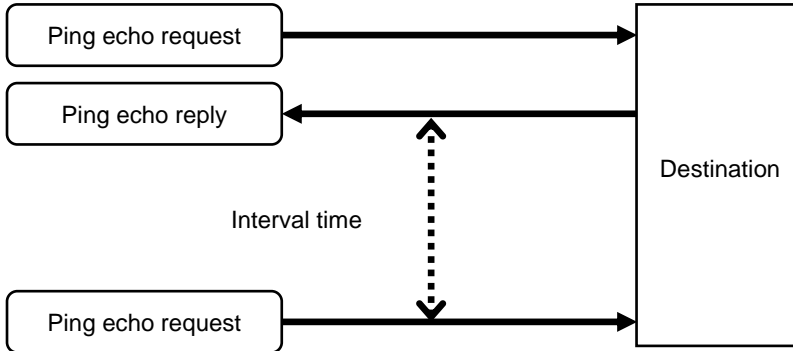 Ping echo request
Ping echo reply
Destination
Interval time
Ping echo request